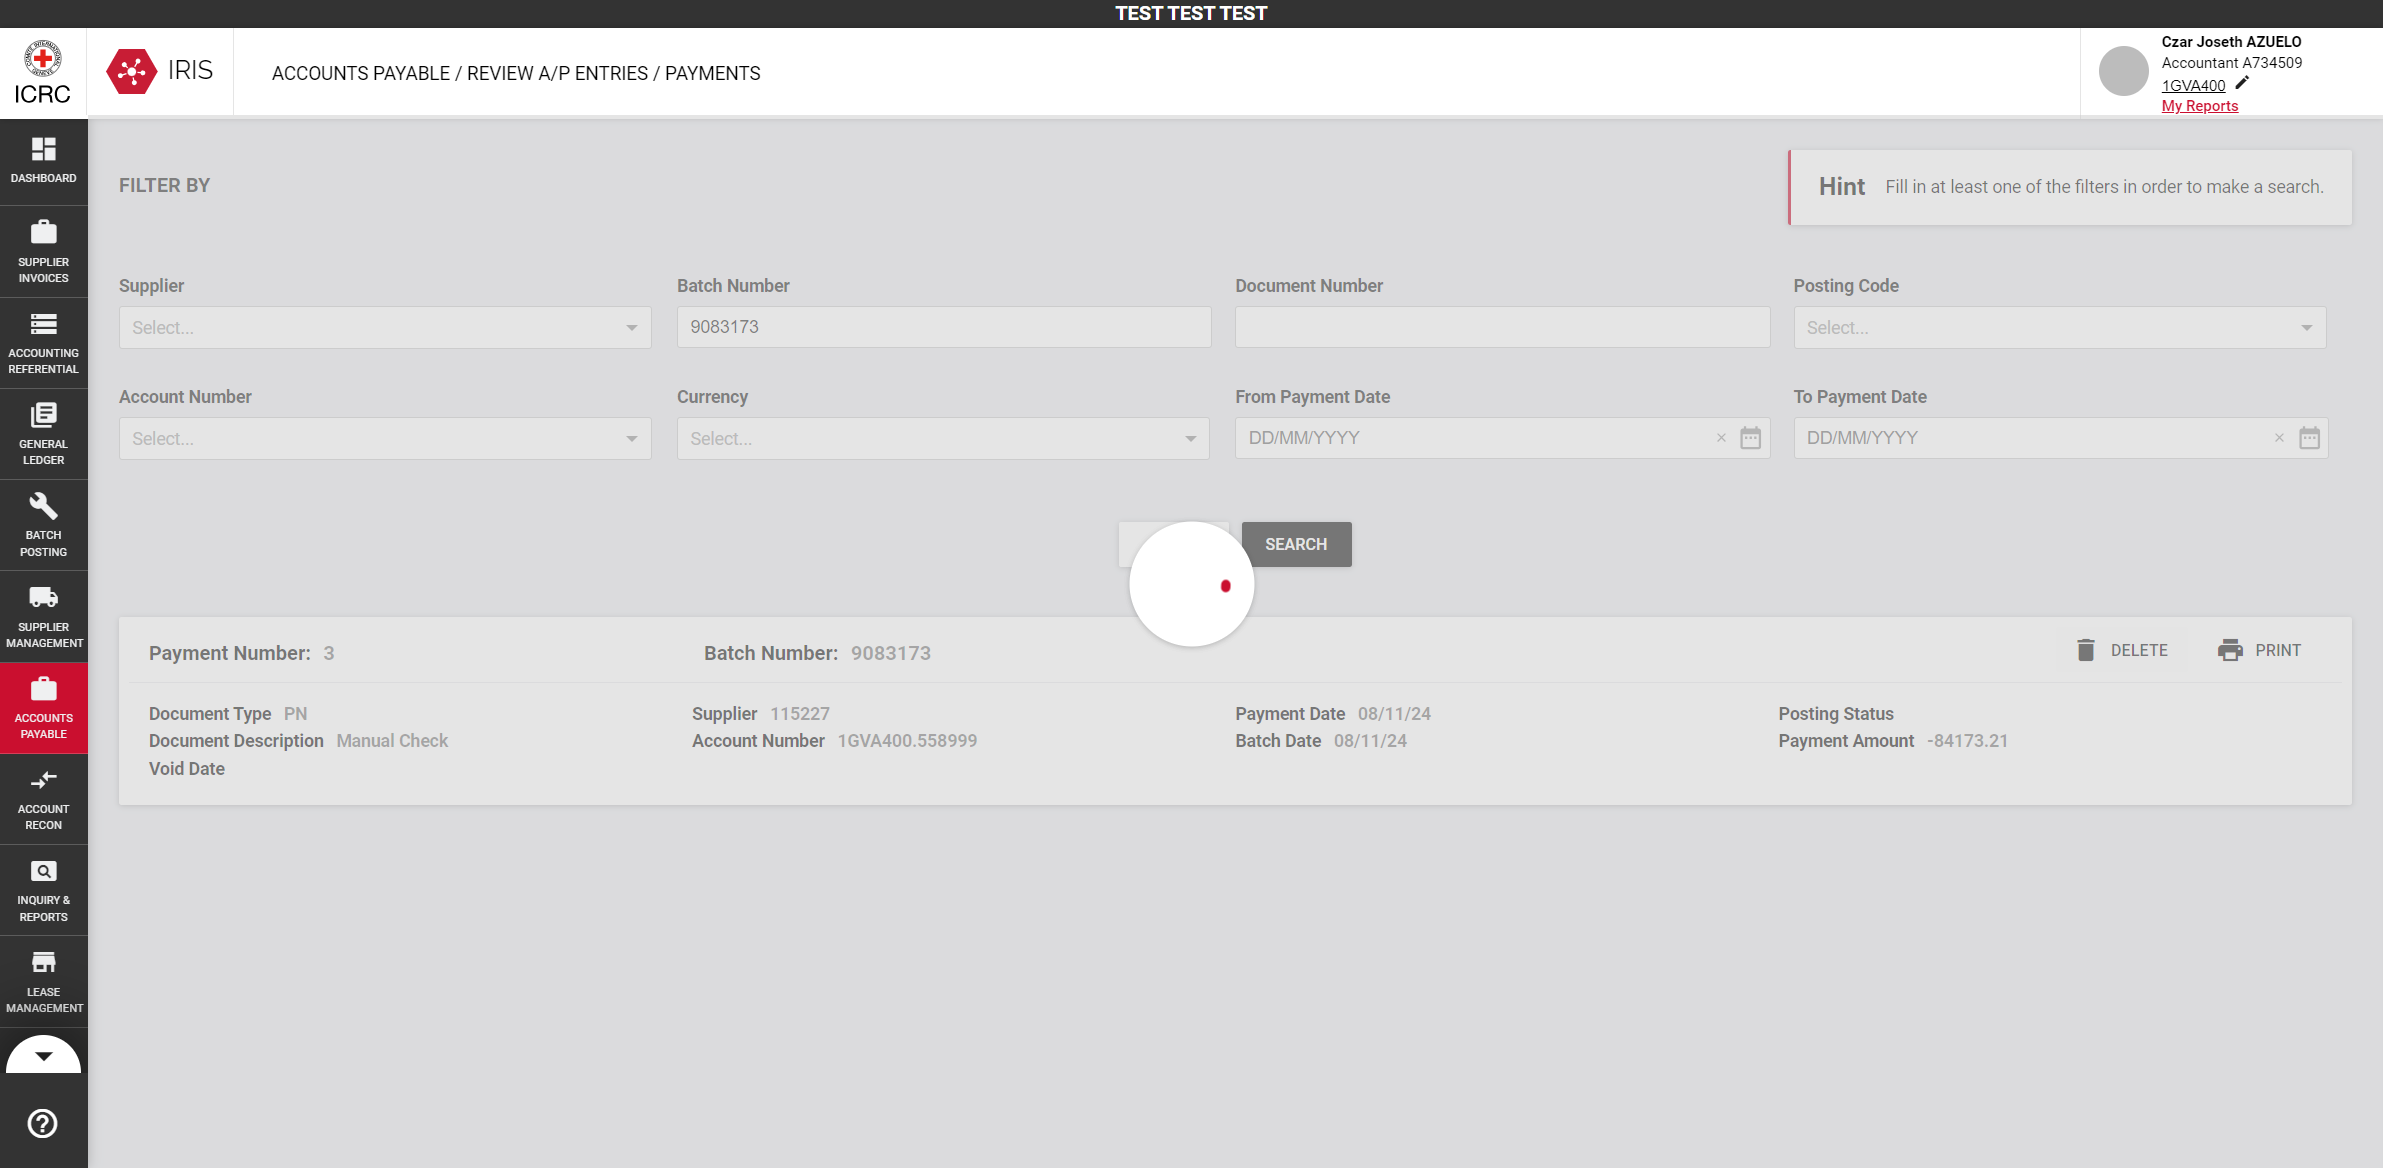 TEST TEST TEST
ICRC
IRIS
ACCOUNTS PAYABLE / REVIEW A/P ENTRIES / PAYMENTS
Czar Joseth AZUELO
Accountant A734509
1GVA400
My Reports
DASHBOARD
SUPPLIER
INVOICES
ACCOUNTING
REFERENTIAL
GENERAL
LEDGER
BATCH
POSTING
SUPPLIER
MANAGEMENT
ACCOUNTS
PAYABLE
ACCOUNT
RECON
INQUIRY &
REPORTS
LEASE
MANAGEMENT
FILTER BY
Hint Fill in at least one of the filters in order to make a search.
Supplier Batch Number Document Number Posting Code
Select... 9083173 Select...
Account Number Currency From Payment Date To Payment Date
Select... Select... DD/MM/YYYY × DD/MM/YYYY ×
SEARCH
Payment Number: 3 Batch Number: 9083173 DELETE PRINT
Document Type PN Supplier 115227 Payment Date 08/11/24 Posting Status
Document Description Manual Check Account Number 1GVA400.558999 Batch Date 08/11/24 Payment Amount -84173.21
Void Date